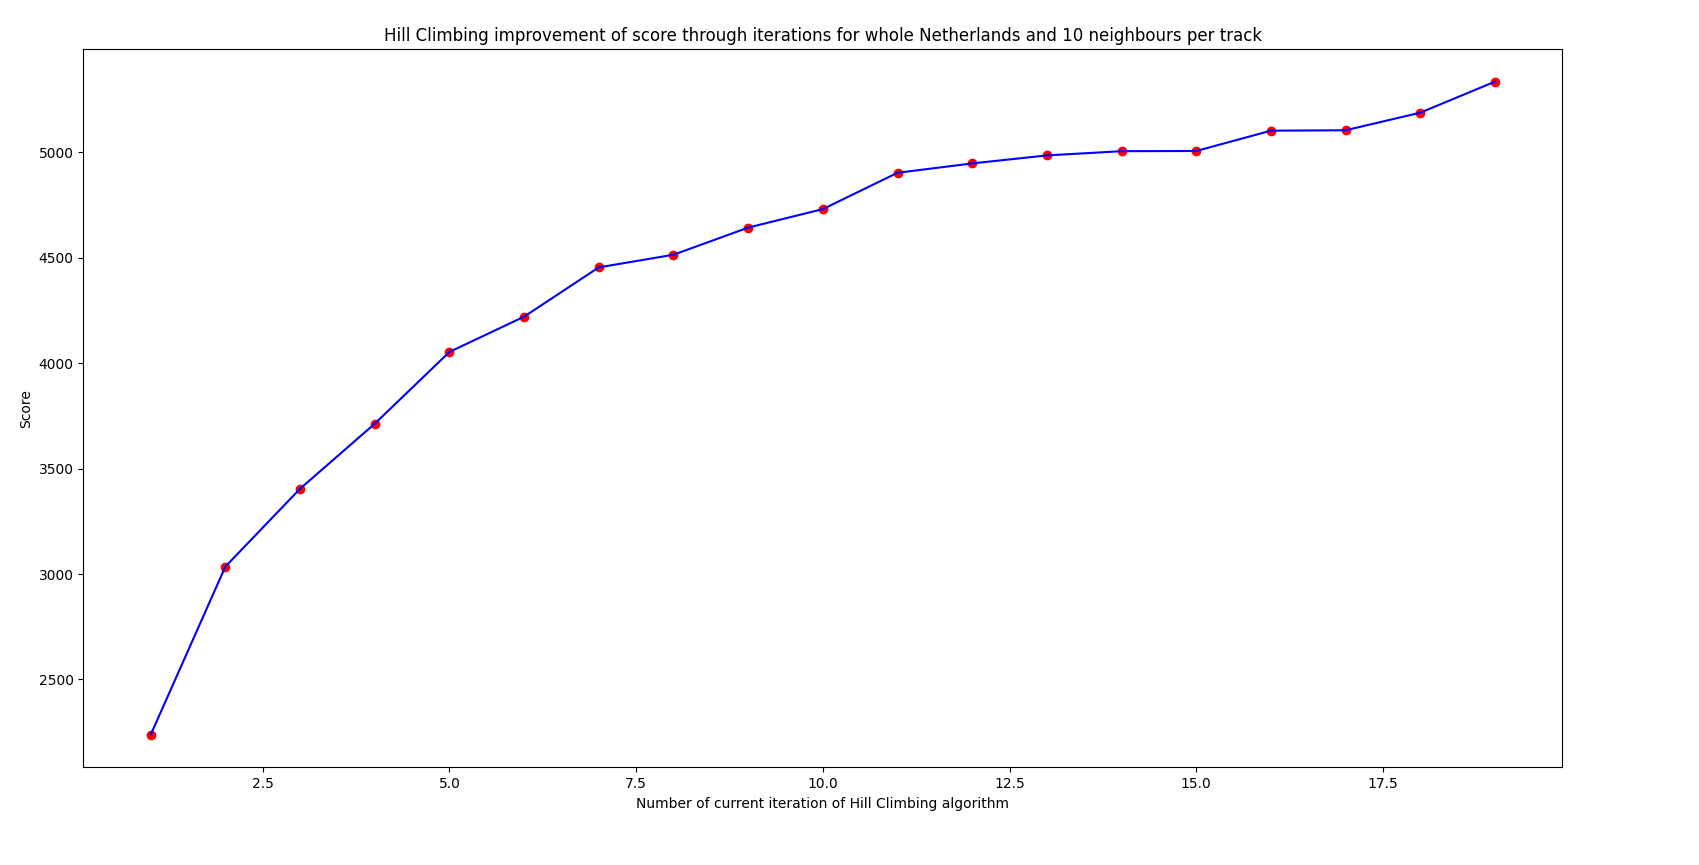 Hill Climbing improvement of score through iterations for whole Netherlands and 10 neighbours per track
Score
5000
4500
4000
3500
3000
2500
2.5 5.0 7.5 10.0 12.5 15.0 17.5
Number of current iteration of Hill Climbing algorithm